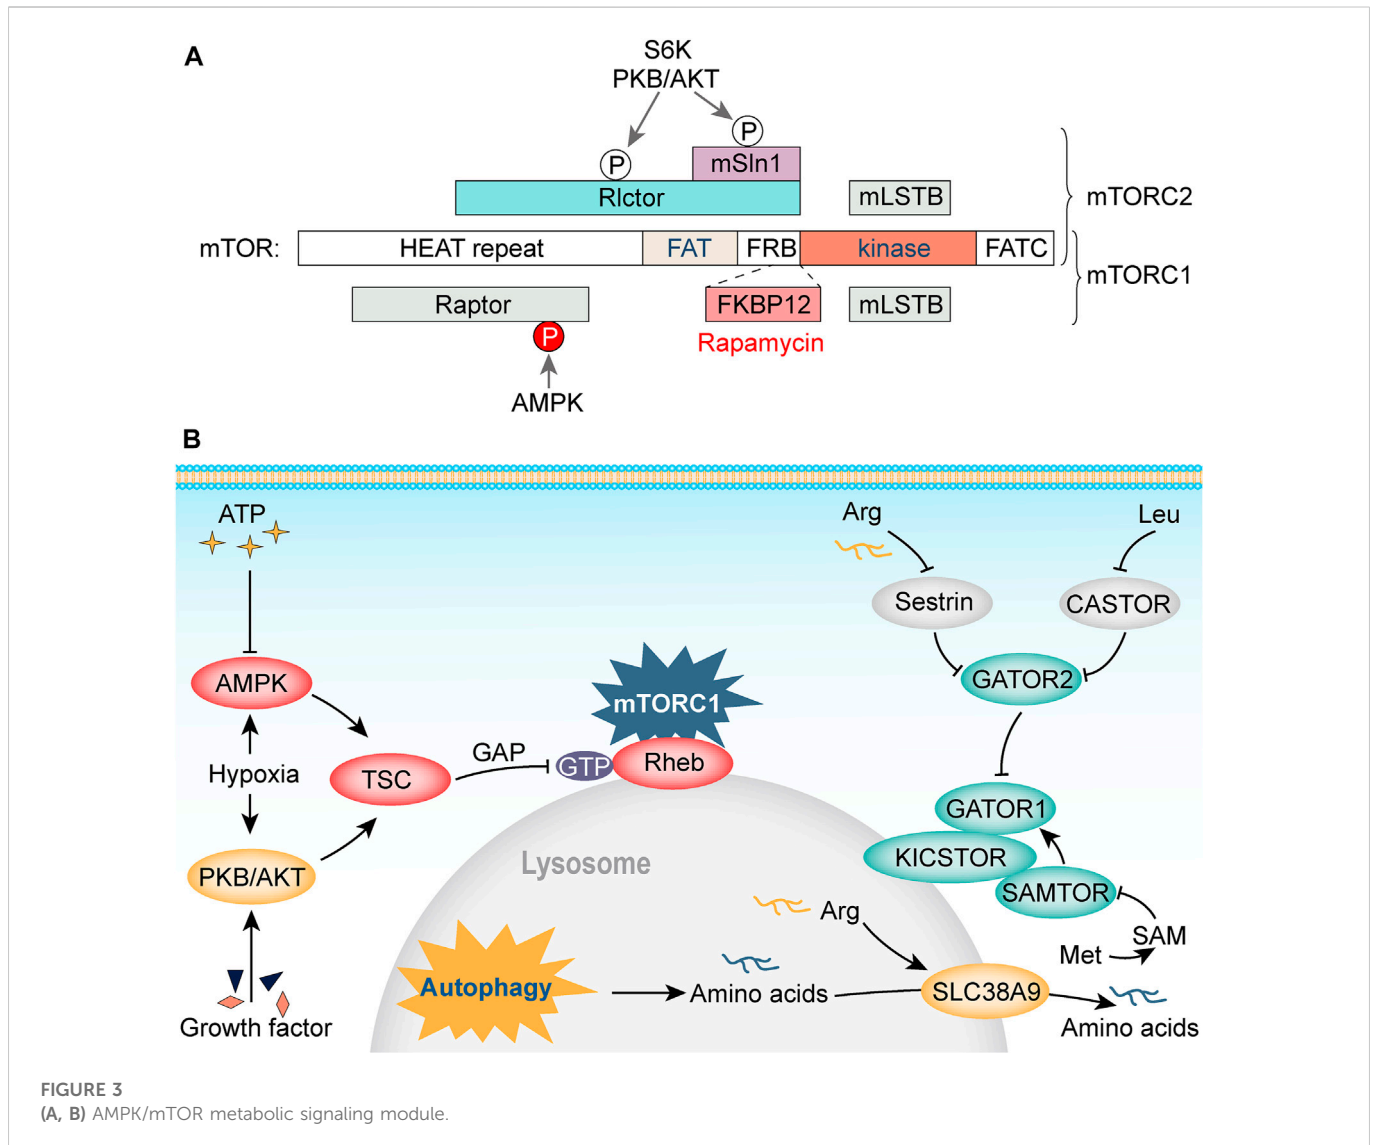 A
S6K
PKB/AKT
P
P
mSIn1
RIctor
mLSTB
mTORC2
mTOR:
HEAT repeat
FAT
FRB
kinase
FATC
mTORC1
Raptor
FKBP12
mLSTB
P
Rapamycin
AMPK
B
ATP
Arg
Leu
Sestrin
CASTOR
AMPK
GATOR2
mTORC1
Hypoxia
TSC
GAP
GTP
Rheb
GATOR1
KICSTOR
Lysosome
PKB/AKT
SAMTOR
Arg
SAM
Met
Autophagy
Amino acids
SLC38A9
Growth factor
Amino acids
FIGURE 3
(A, B) AMPK/mTOR metabolic signaling module.